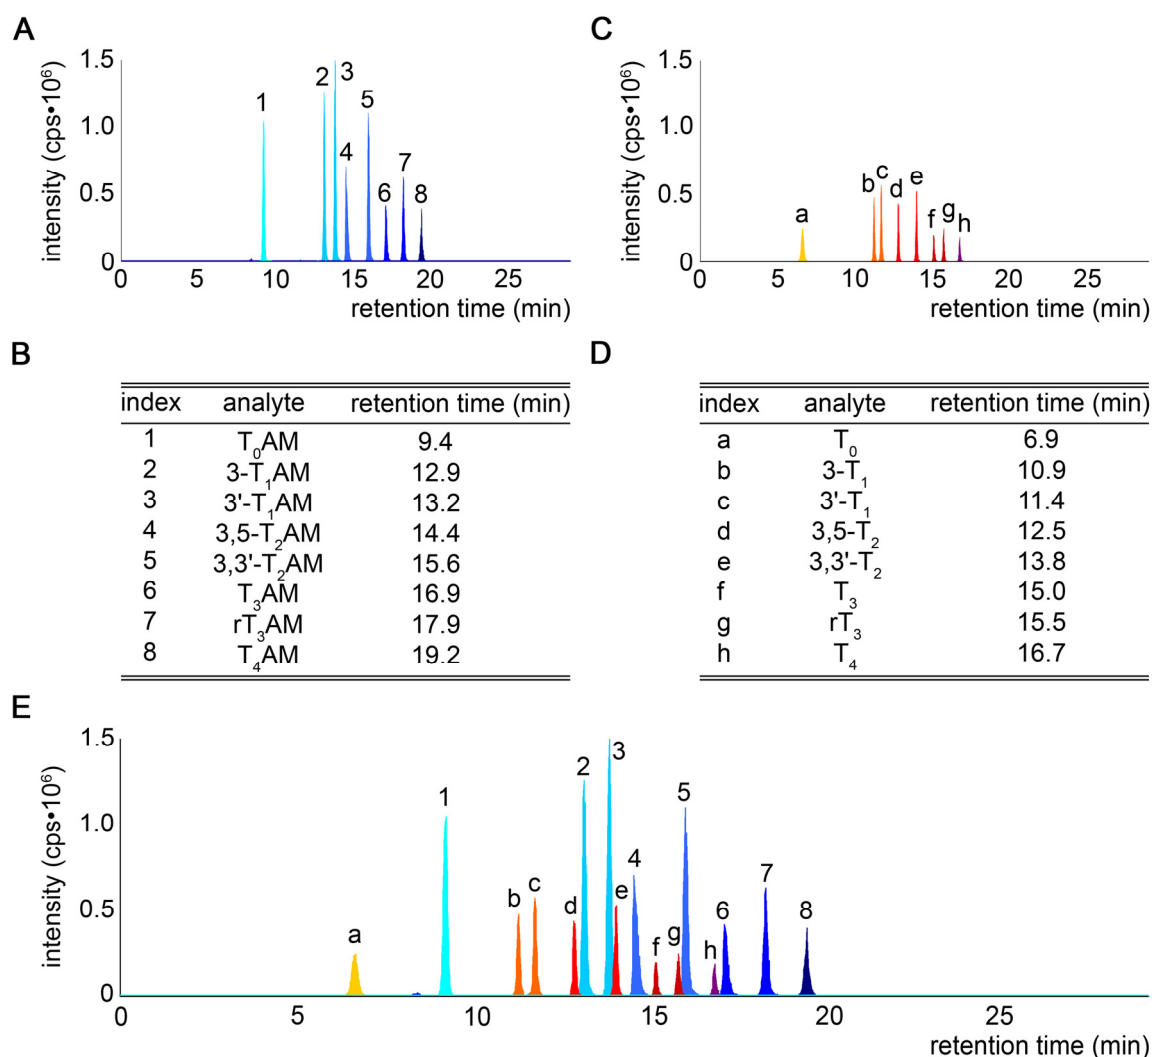 A
intensity (cps•10⁶)
1.5
1.0
0.5
0
1
2
3
4
5
6
7
8
0 5 10 15 20 25
retention time (min)
C
intensity (cps•10⁶)
1.5
1.0
0.5
0
a
b
c
d
e
f
g
h
0 5 10 15 20 25
retention time (min)
B
index analyte retention time (min)
1 T₀AM 9.4
2 3-T₁AM 12.9
3 3'-T₁AM 13.2
4 3,5-T₂AM 14.4
5 3,3'-T₂AM 15.6
6 T₃AM 16.9
7 rT₃AM 17.9
8 T₄AM 19.2
D
index analyte retention time (min)
a T₀ 6.9
b 3-T₁ 10.9
c 3'-T₁ 11.4
d 3,5-T₂ 12.5
e 3,3'-T₂ 13.8
f T₃ 15.0
g rT₃ 15.5
h T₄ 16.7
E
intensity (cps•10⁶)
1.5
1.0
0.5
0
a
1
b
c
d
2
3
e
4
f
g
5
h
6
7
8
0 5 10 15 20 25
retention time (min)